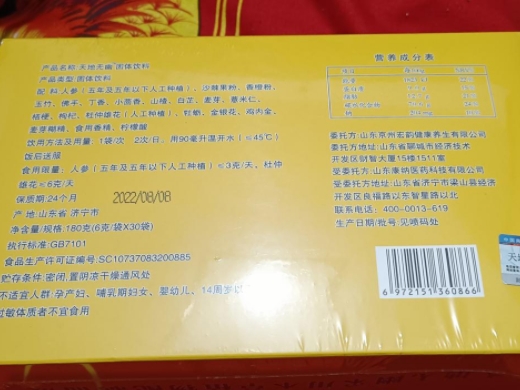 产品名称:天地无幽·固体饮料
产品类型:固体饮料
配 料:人参(五年及五年以下人工种植)、沙棘果粉、香橙粉、
玉竹、佛手、丁香、小茴香、山楂、白芷、麦芽、薏米仁、
桔梗、枸杞、杜仲雄花(人工种植)、牡蛎、金银花、鸡内金、
麦芽糊精、食用香精、柠檬酸
饮用方法及用量:1袋/次 2次/日,用90毫升温开水(≤45℃)
饭后送服
食用限量:人参(五年及五年以下人工种植)≤3克/天、杜仲
雄花≤6克/天
保质期:24个月
2022/08/08
产 地:山东省 济宁市
净含量/规格:180克(6克/袋X30袋)
执行标准:GB7101
食品生产许可证编号:SC10737083200885
贮存条件:密闭,置阴凉干燥通风处
不适宜人群:孕产妇、哺乳期妇女、婴幼儿、14周岁以
过敏体质者不宜食用
营养成分表
委托方:山东京州宏韵健康养生有限公司
委托方地址:山东省聊城市经济技术
开发区财智大厦15楼1511室
受委托方:山东康纳医药科技有限公司
受委托方地址:山东省济宁市梁山县经济
开发区良福路以东智星路以北
联系电话:400-0013-619
生产日期/批号:见喷码处
6 972151 360866